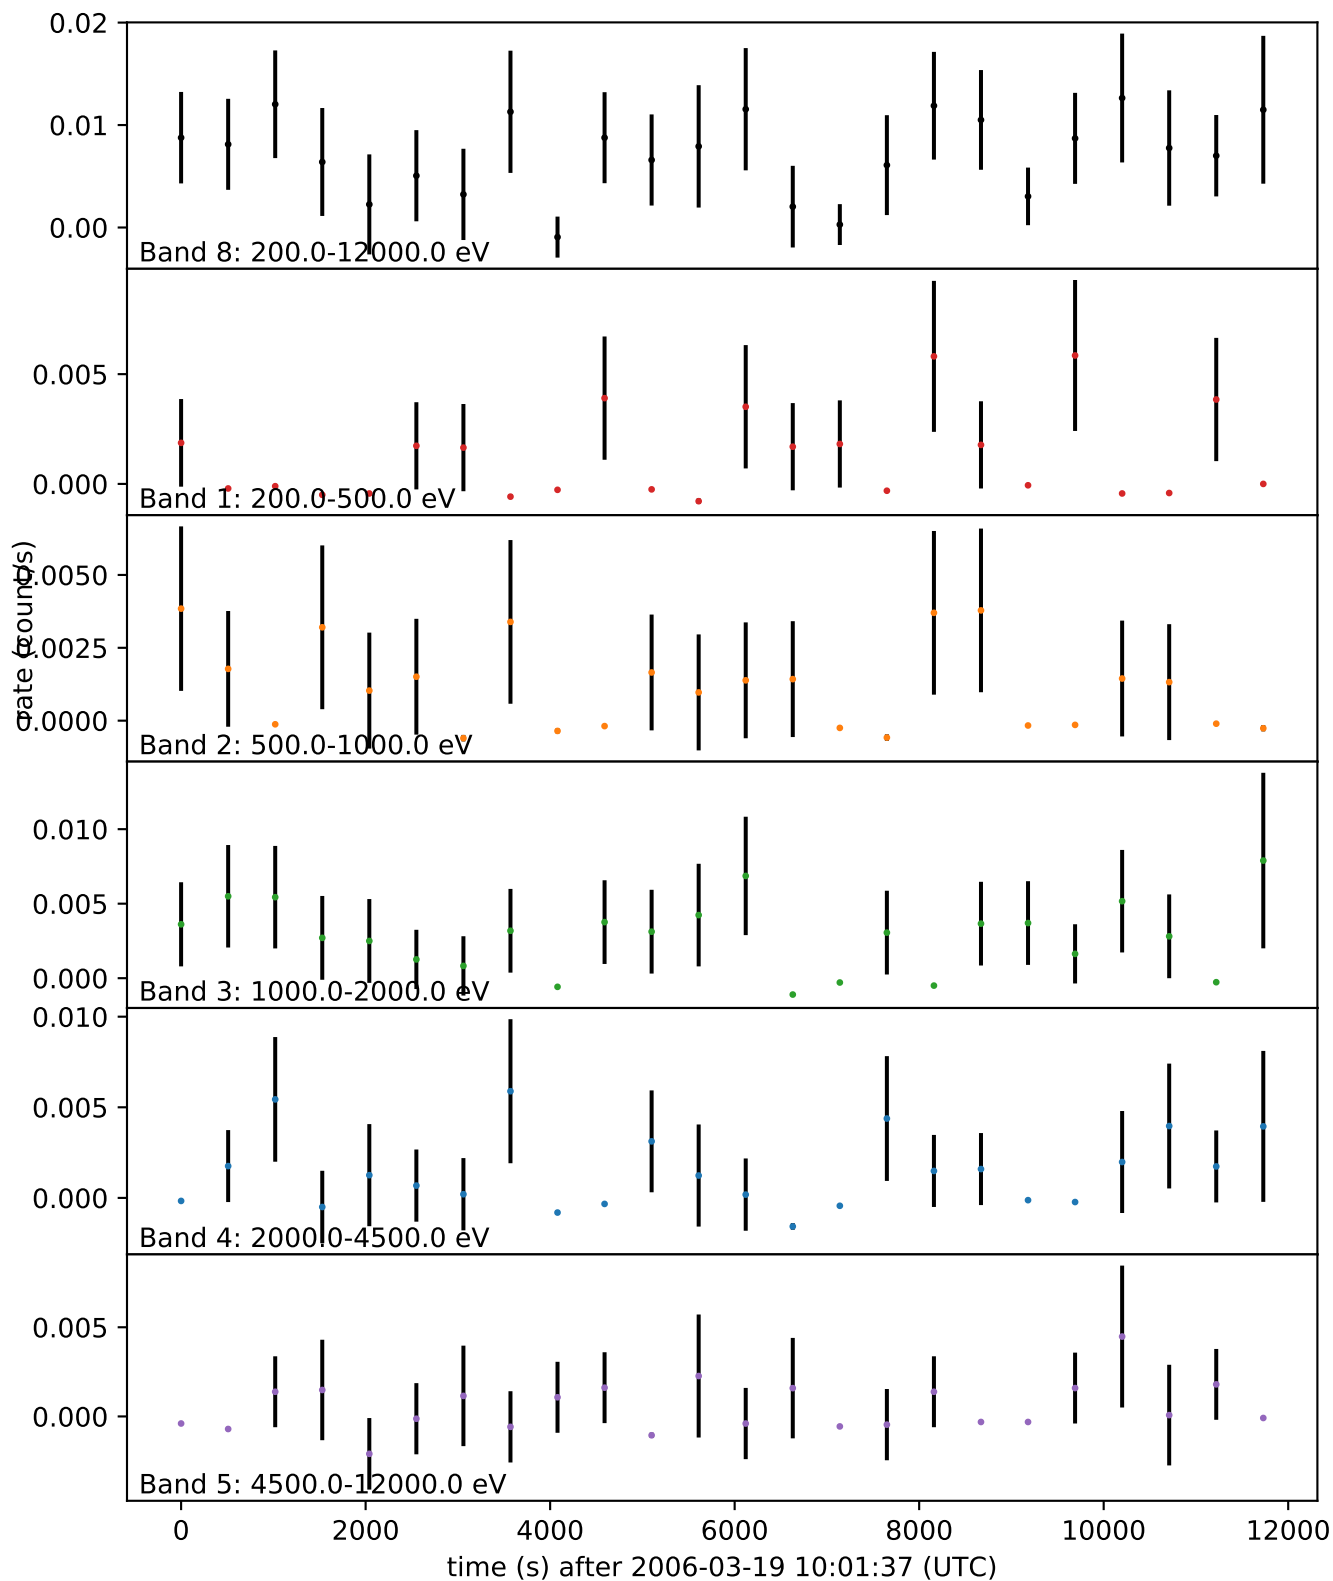 0.02
0.01
0.00
Band 8: 200.0-12000.0 eV
0.005
0.000
Band 1: 200.0-500.0 eV
rate (count/s)
0.0050
0.0025
0.0000
Band 2: 500.0-1000.0 eV
0.010
0.005
0.000
Band 3: 1000.0-2000.0 eV
0.010
0.005
0.000
Band 4: 2000.0-4500.0 eV
0.005
0.000
Band 5: 4500.0-12000.0 eV
0 2000 4000 6000 8000 10000 12000
time (s) after 2006-03-19 10:01:37 (UTC)